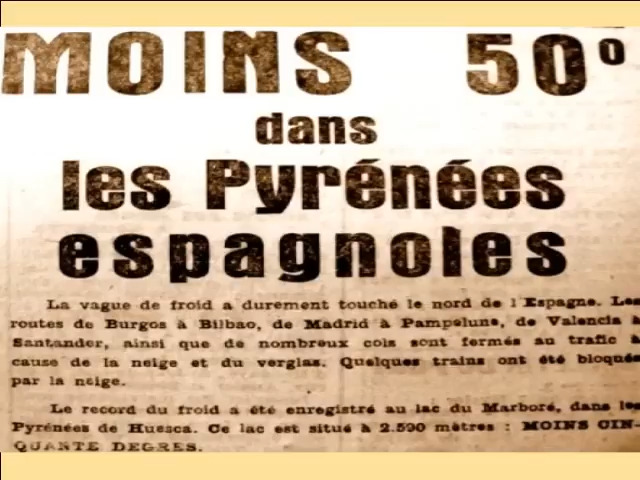 MOINS 50°
dans
les Pyrénées
espagnoles
La vague de froid a durement touché le nord de l'Espagne. Les
routes de Burgos à Bilbao, de Madrid à Pampelune, de Valencia à
Santander, ainsi que de nombreux cols sont fermés au trafic à
cause de la neige et du verglas. Quelques trains ont été bloqués
par la neige.
Le record du froid a été enregistré au lac du Marboré, dans les
Pyrénées de Huesca. Ce lac est situé à 2.590 mètres : MOINS CIN-
QUANTE DEGRES.